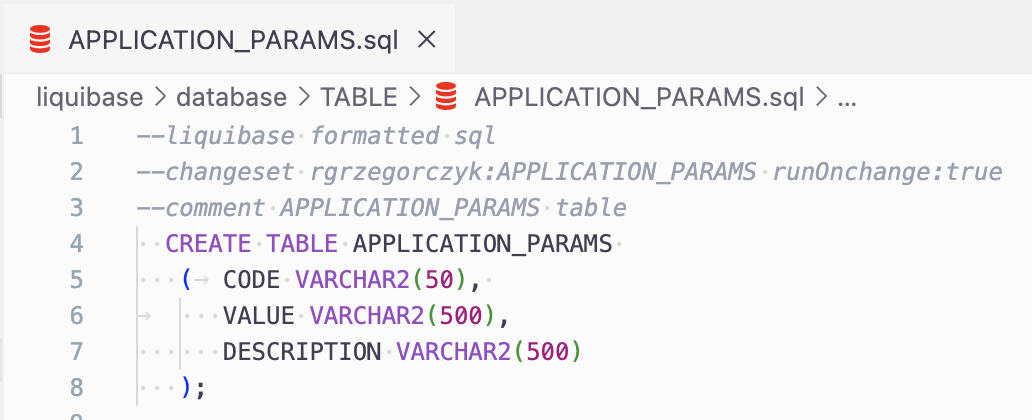 APPLICATION_PARAMS.sql ×
liquibase > database > TABLE > APPLICATION_PARAMS.sql > ...
1 --liquibase formatted sql
2 --changeset rgrzegorczyk:APPLICATION_PARAMS runOnchange:true
3 --comment APPLICATION_PARAMS table
4 CREATE TABLE APPLICATION_PARAMS
5 ( CODE VARCHAR2(50),
6 VALUE VARCHAR2(500),
7 DESCRIPTION VARCHAR2(500)
8 );